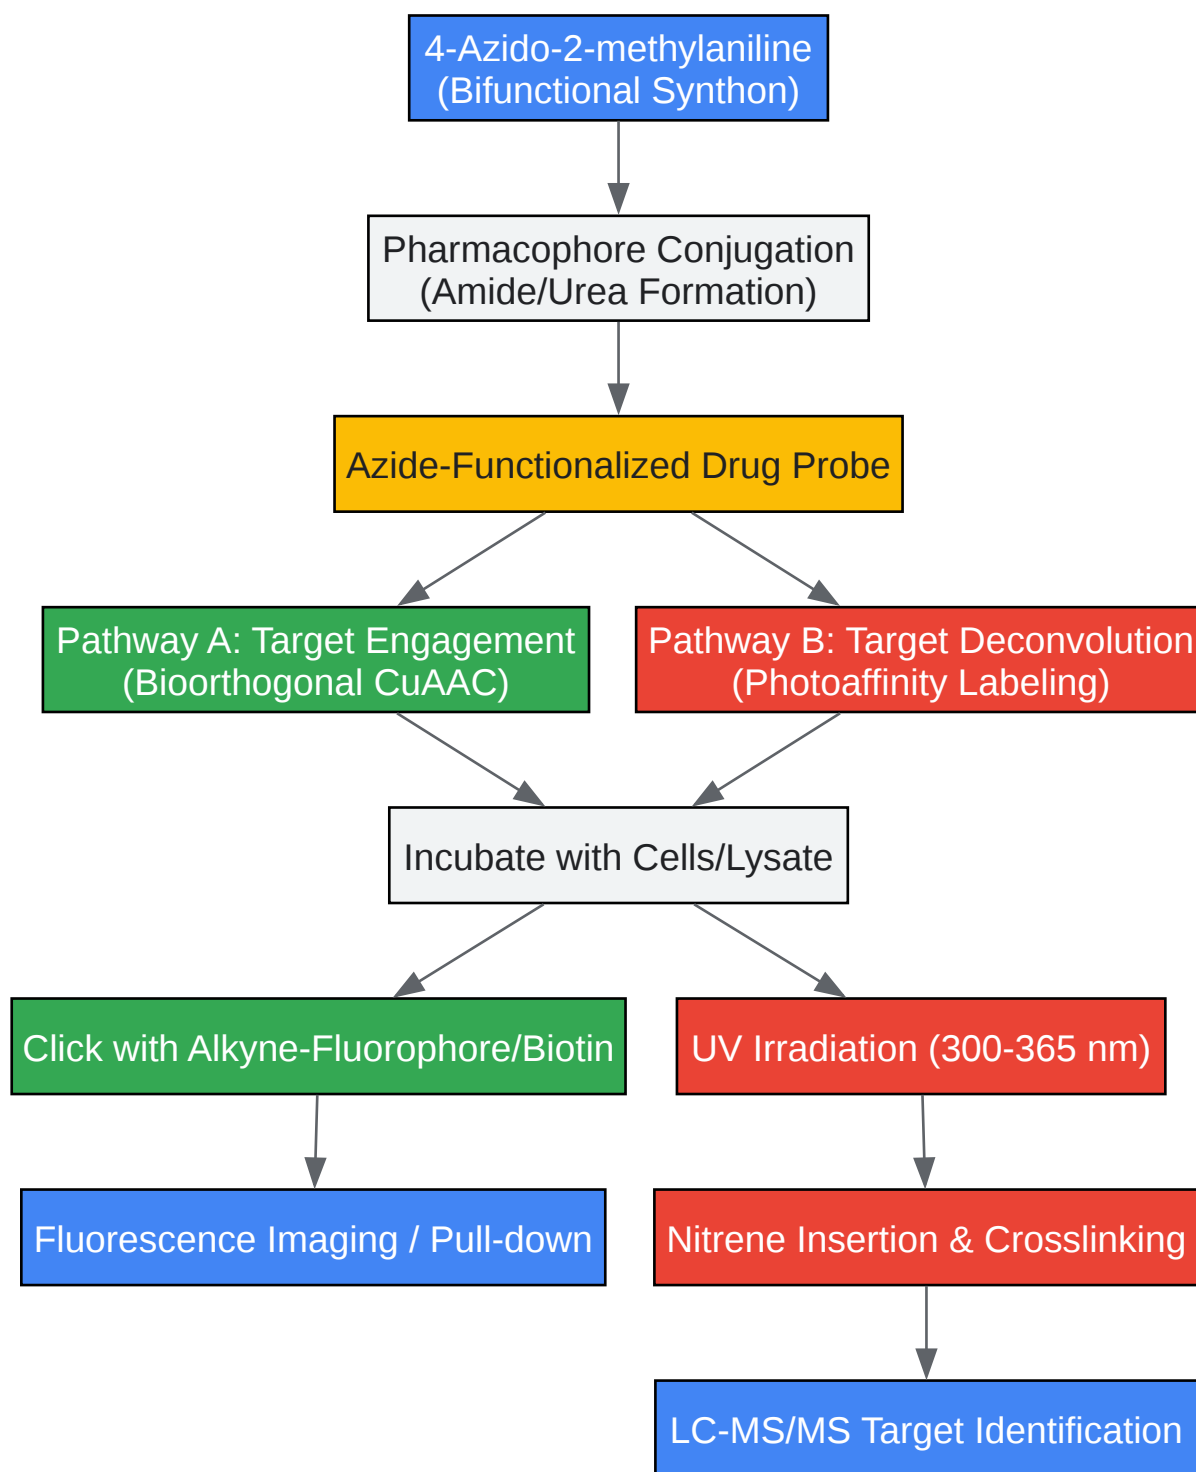 4-Azido-2-methylaniline
(Bifunctional Synthon)
Pharmacophore Conjugation
(Amide/Urea Formation)
Azide-Functionalized Drug Probe
Pathway A: Target Engagement
(Bioorthogonal CuAAC)
Pathway B: Target Deconvolution
(Photoaffinity Labeling)
Incubate with Cells/Lysate
Click with Alkyne-Fluorophore/Biotin
UV Irradiation (300-365 nm)
Fluorescence Imaging / Pull-down
Nitrene Insertion & Crosslinking
LC-MS/MS Target Identification